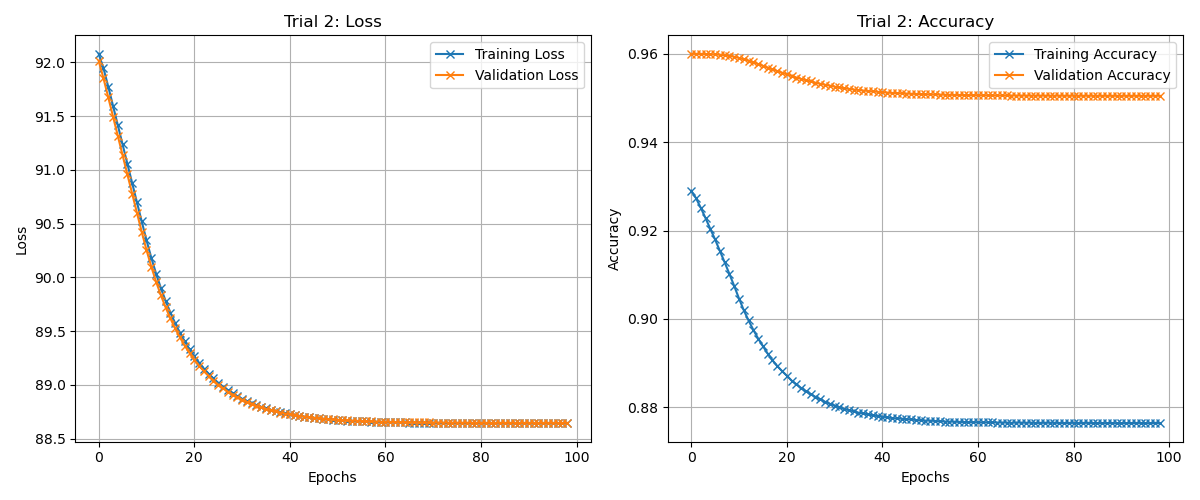 Trial 2: Loss
Training Loss
Validation Loss
92.0
91.5
91.0
90.5
90.0
89.5
89.0
88.5
Loss
0 20 40 60 80 100
Epochs
Trial 2: Accuracy
Training Accuracy
Validation Accuracy
0.96
0.94
0.92
0.90
0.88
Accuracy
0 20 40 60 80 100
Epochs